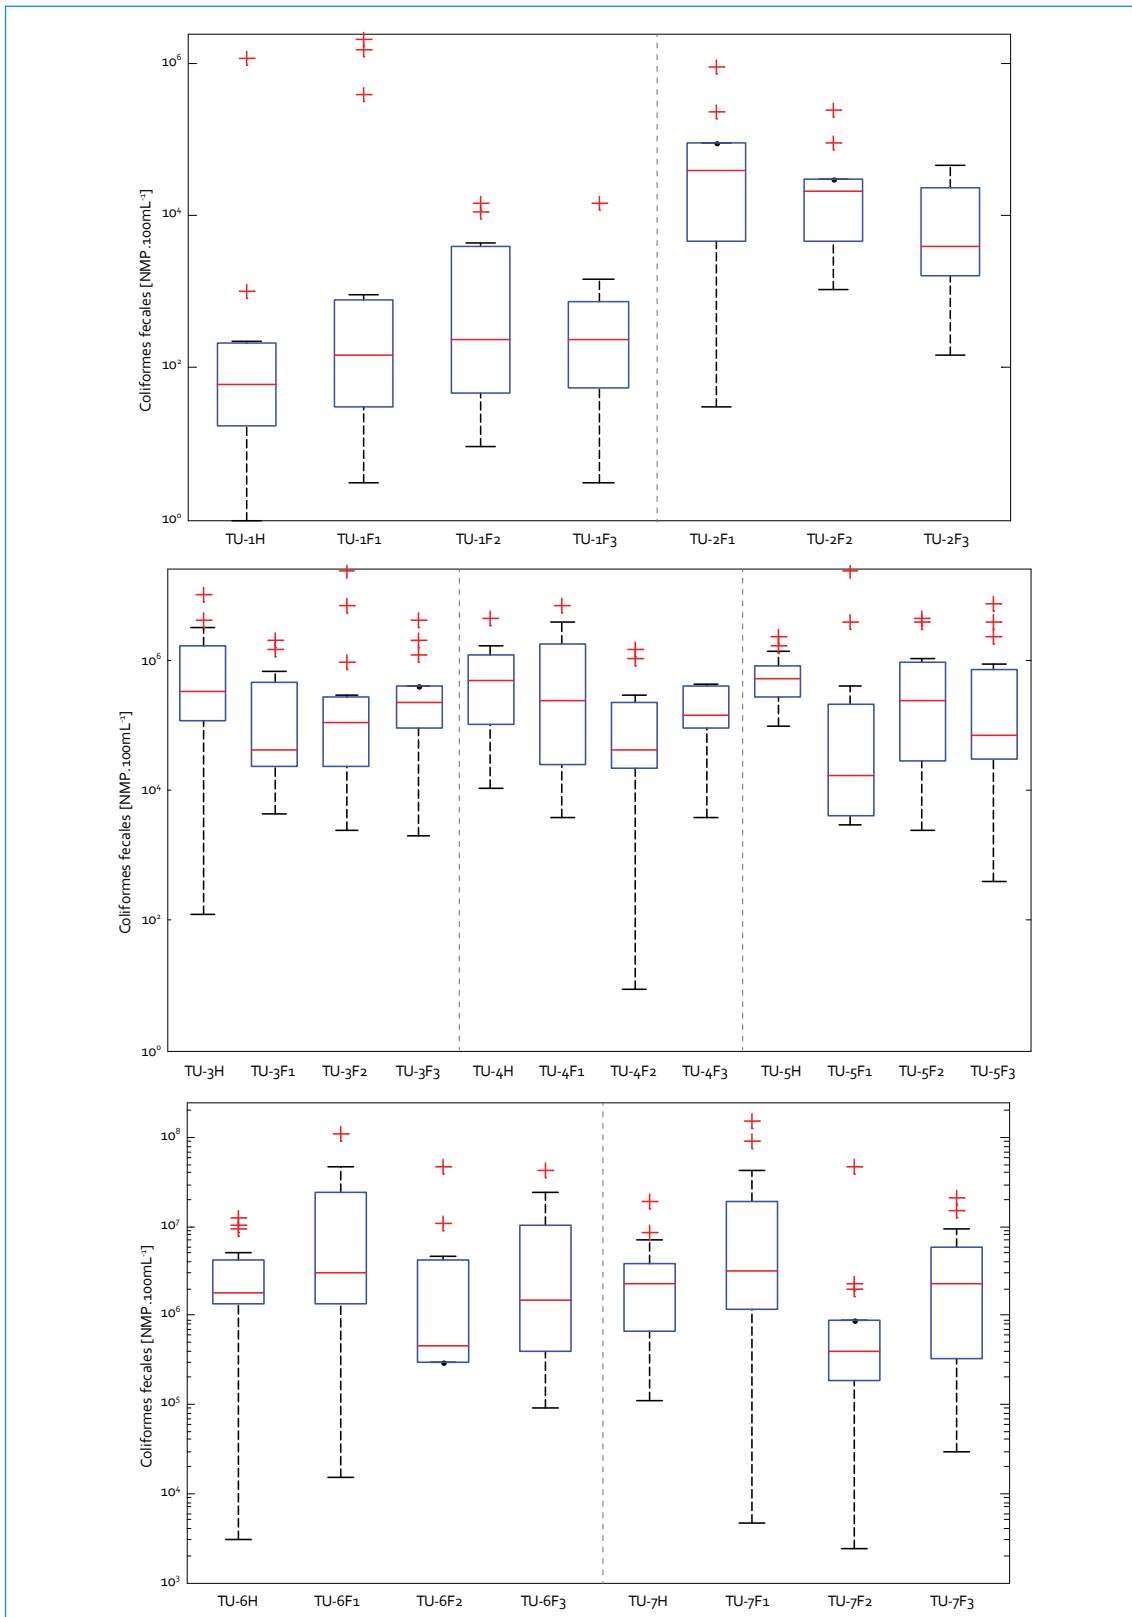 10⁶
10⁴
10²
10⁰
Coliformes fecales [NMP.100mL⁻¹]
TU-1H TU-1F1 TU-1F2 TU-1F3 TU-2F1 TU-2F2 TU-2F3
10⁶
10⁴
10²
10⁰
Coliformes fecales [NMP.100mL⁻¹]
TU-3H TU-3F1 TU-3F2 TU-3F3 TU-4H TU-4F1 TU-4F2 TU-4F3 TU-5H TU-5F1 TU-5F2 TU-5F3
10⁸
10⁷
10⁶
10⁵
10⁴
10³
Coliformes fecales [NMP.100mL⁻¹]
TU-6H TU-6F1 TU-6F2 TU-6F3 TU-7H TU-7F1 TU-7F2 TU-7F3